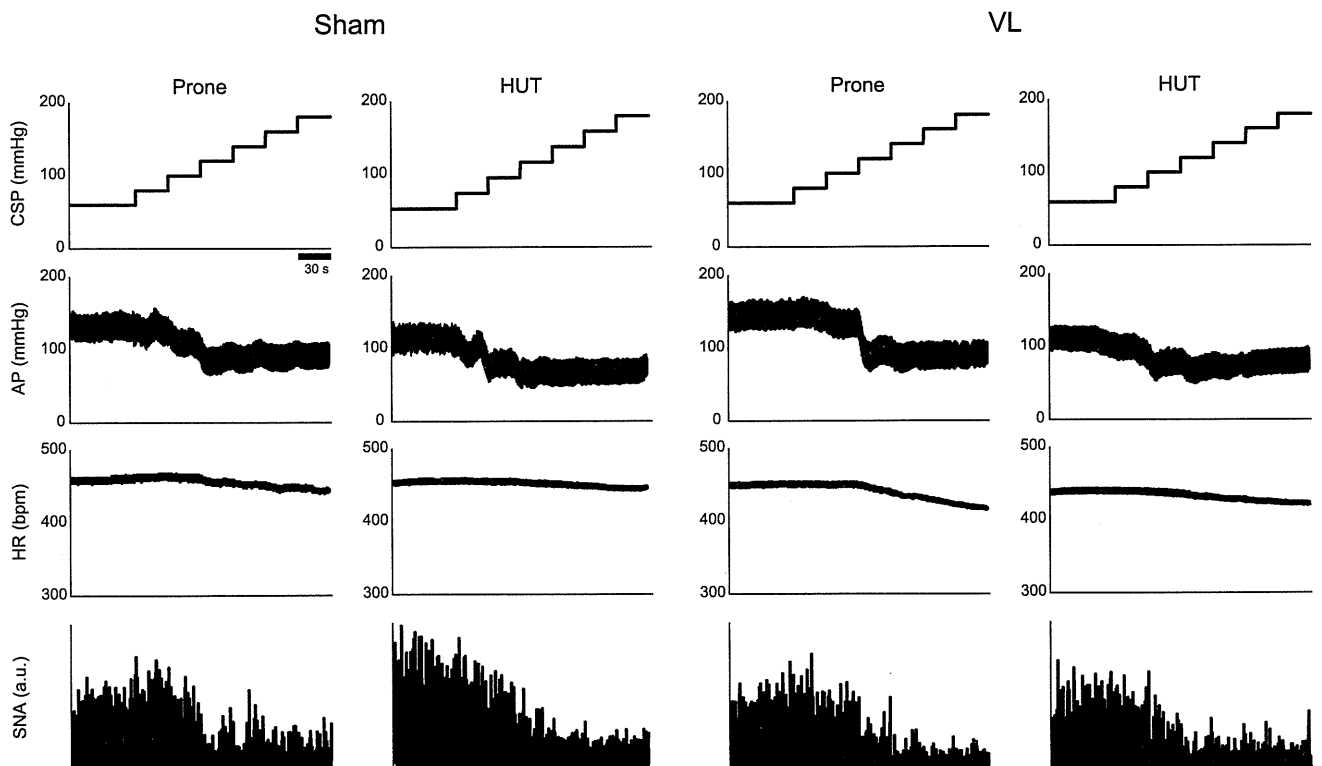 Sham VL
Prone HUT Prone HUT
CSP (mmHg)
200 200 200 200
100 100 100 100
0 0 0 0
30 s
AP (mmHg)
200 200 200 200
100 100 100 100
0 0 0 0
HR (bpm)
500 500 500 500
400 400 400 400
300 300 300 300
SNA (a.u.)